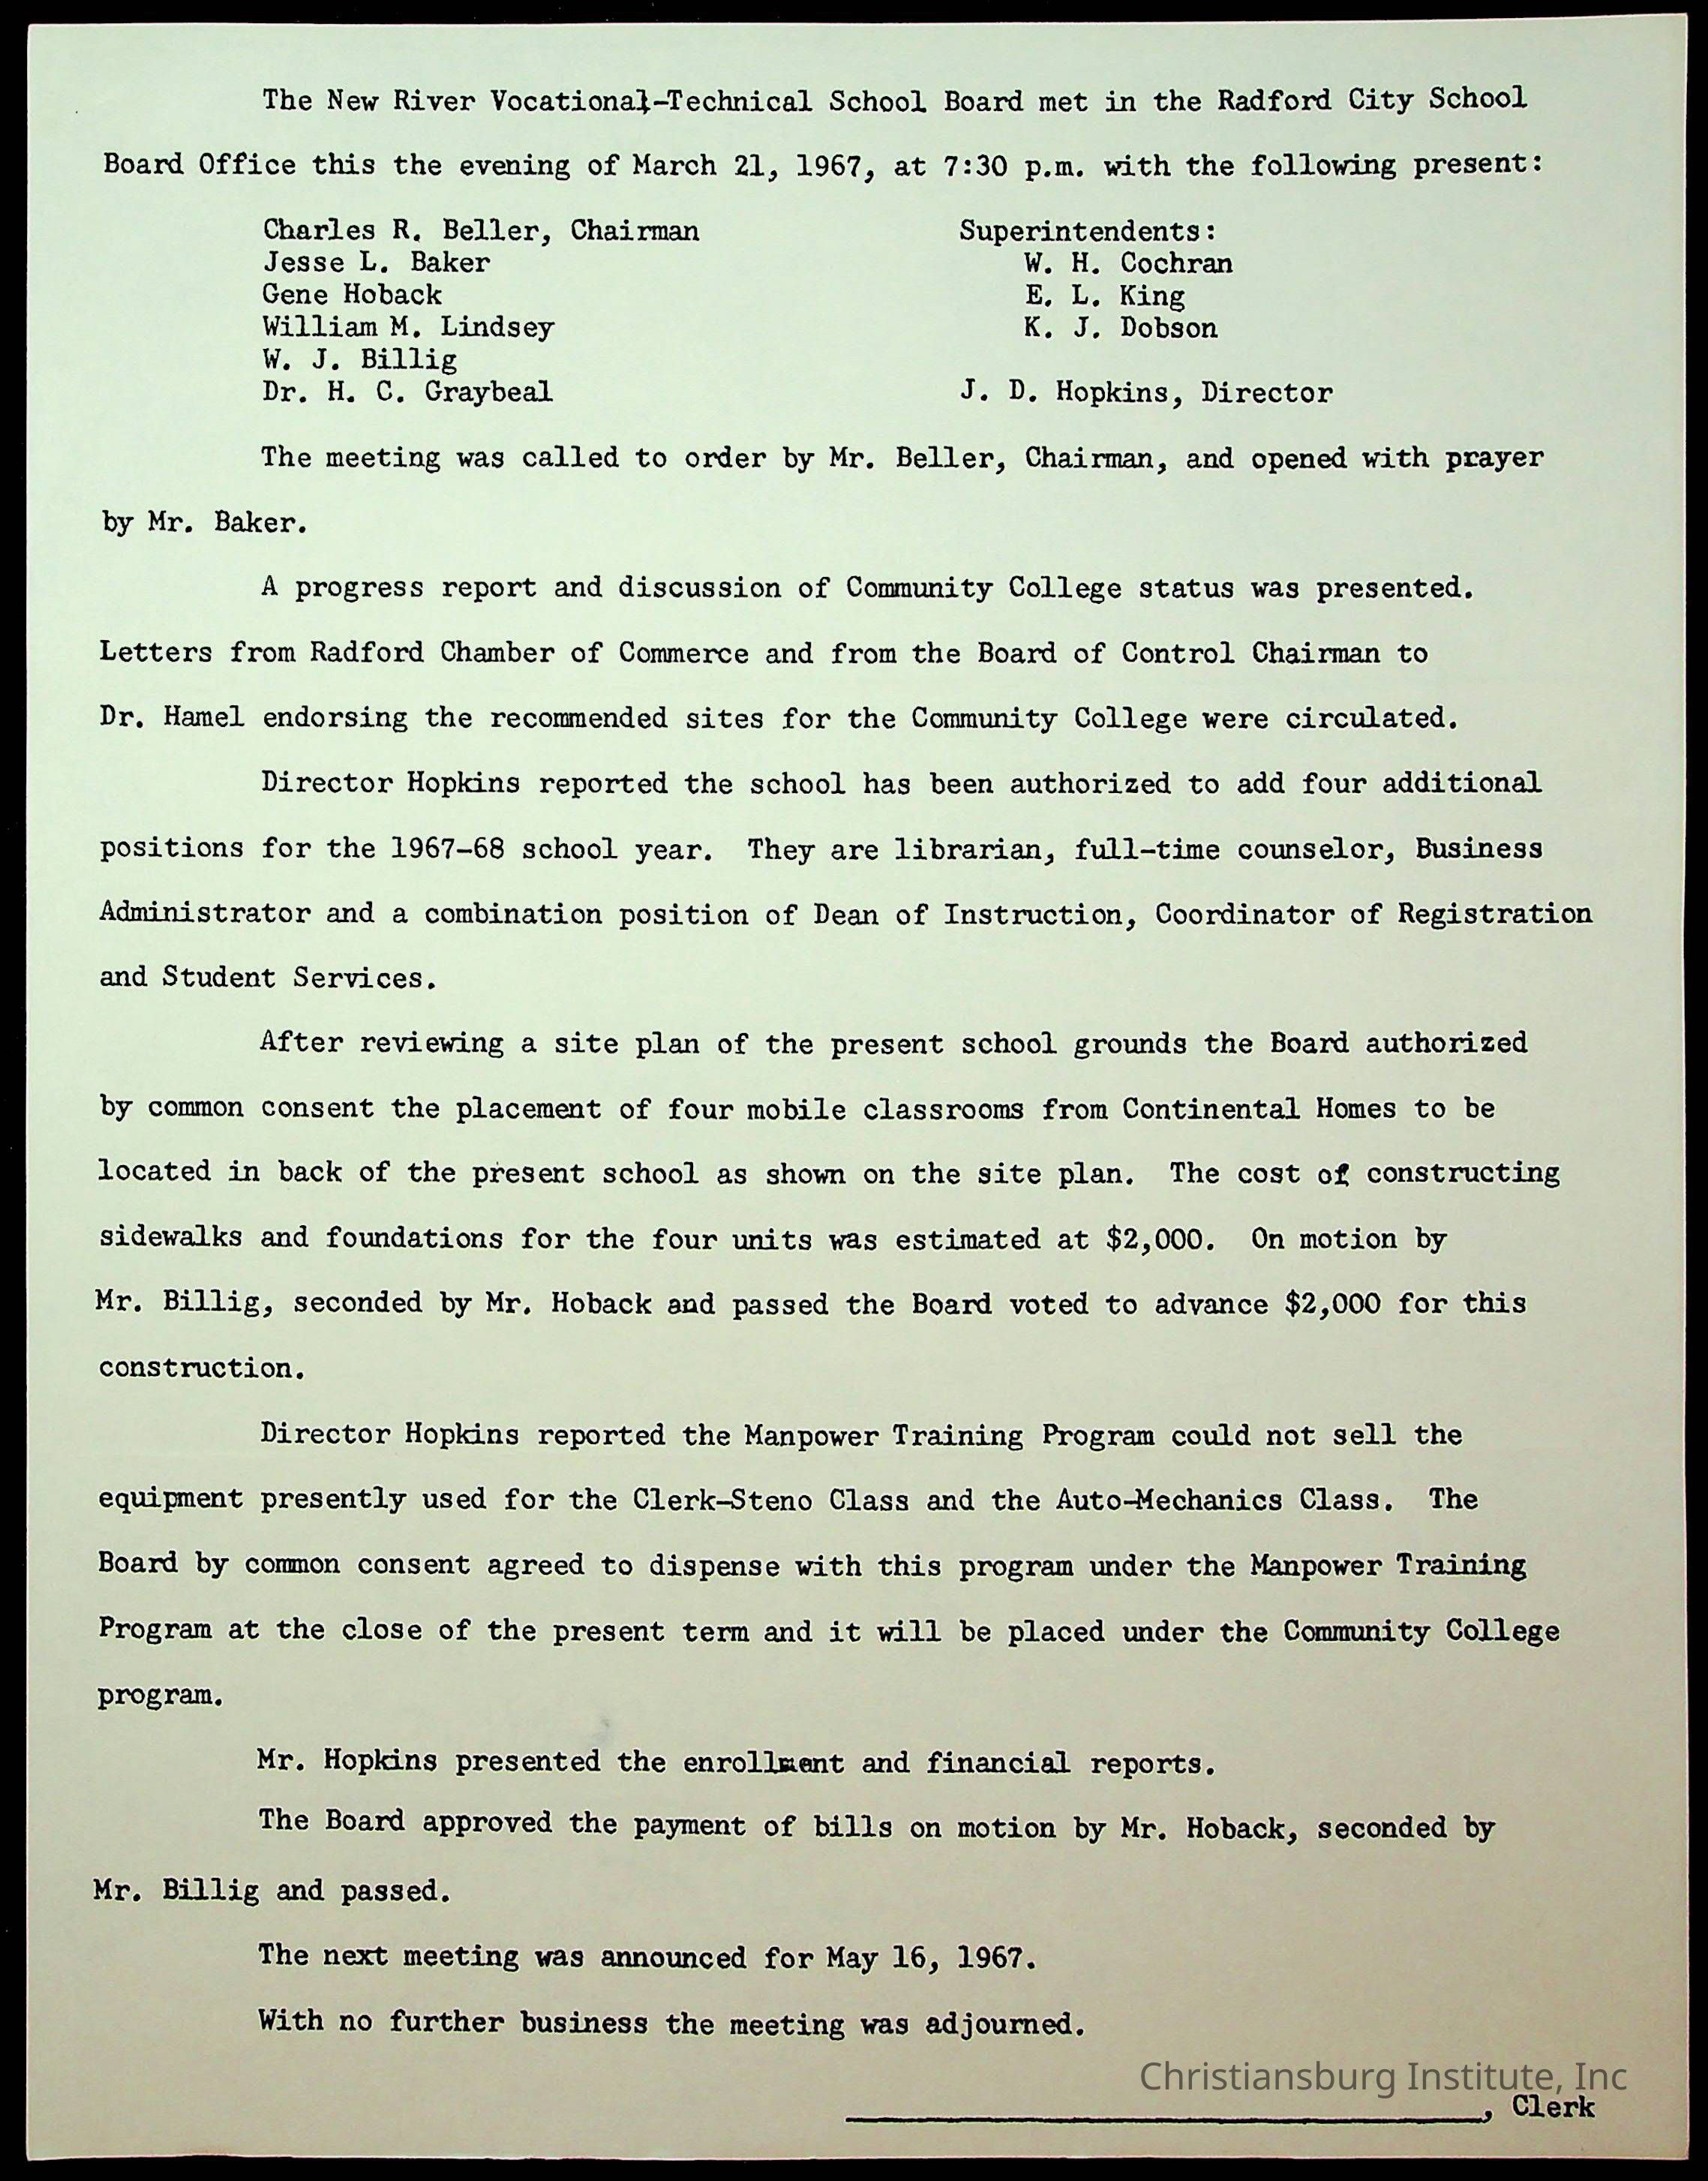 The New River Vocational-Technical School Board met in the Radford City School
Board Office this the evening of March 21, 1967, at 7:30 p.m. with the following present:
Charles R. Beller, Chairman
Jesse L. Baker
Gene Hoback
William M. Lindsey
W. J. Billig
Dr. H. C. Graybeal
Superintendents:
W. H. Cochran
E. L. King
K. J. Dobson
J. D. Hopkins, Director
The meeting was called to order by Mr. Beller, Chairman, and opened with prayer
by Mr. Baker.
A progress report and discussion of Community College status was presented.
Letters from Radford Chamber of Commerce and from the Board of Control Chairman to
Dr. Hamel endorsing the recommended sites for the Community College were circulated.
Director Hopkins reported the school has been authorized to add four additional
positions for the 1967-68 school year. They are librarian, full-time counselor, Business
Administrator and a combination position of Dean of Instruction, Coordinator of Registration
and Student Services.
After reviewing a site plan of the present school grounds the Board authorized
by common consent the placement of four mobile classrooms from Continental Homes to be
located in back of the present school as shown on the site plan. The cost of constructing
sidewalks and foundations for the four units was estimated at $2,000. On motion by
Mr. Billig, seconded by Mr. Hoback and passed the Board voted to advance $2,000 for this
construction.
Director Hopkins reported the Manpower Training Program could not sell the
equipment presently used for the Clerk-Steno Class and the Auto-Mechanics Class. The
Board by common consent agreed to dispense with this program under the Manpower Training
Program at the close of the present term and it will be placed under the Community College
program.
Mr. Hopkins presented the enrollment and financial reports.
The Board approved the payment of bills on motion by Mr. Hoback, seconded by
Mr. Billig and passed.
The next meeting was announced for May 16, 1967.
With no further business the meeting was adjourned.
Christiansburg Institute, Inc
, Clerk